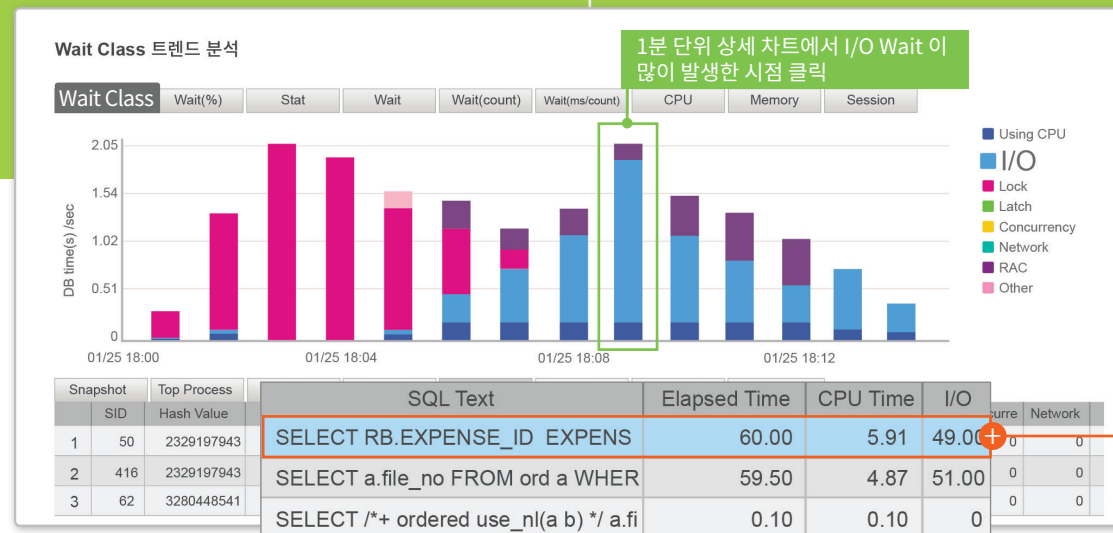 Wait Class 트렌드 분석
1분 단위 상세 차트에서 I/O Wait 이
많이 발생한 시점 클릭
Wait Class Wait(%) Stat Wait Wait(count) Wait(ms/count) CPU Memory Session
DB time(s) /sec
2.05
1.54
1.02
0.51
0
01/25 18:00 01/25 18:04 01/25 18:08 01/25 18:12
Using CPU
I/O
Lock
Latch
Concurrency
Network
RAC
Other
Snapshot Top Process
SID Hash Value SQL Text Elapsed Time CPU Time I/O curre Network
1 50 2329197943 SELECT RB.EXPENSE_ID EXPENS 60.00 5.91 49.00 0 0
2 416 2329197943 SELECT a.file_no FROM ord a WHER 59.50 4.87 51.00 0 0
3 62 3280448541 SELECT /*+ ordered use_nl(a b) */ a.fi 0.10 0.10 0 0 0